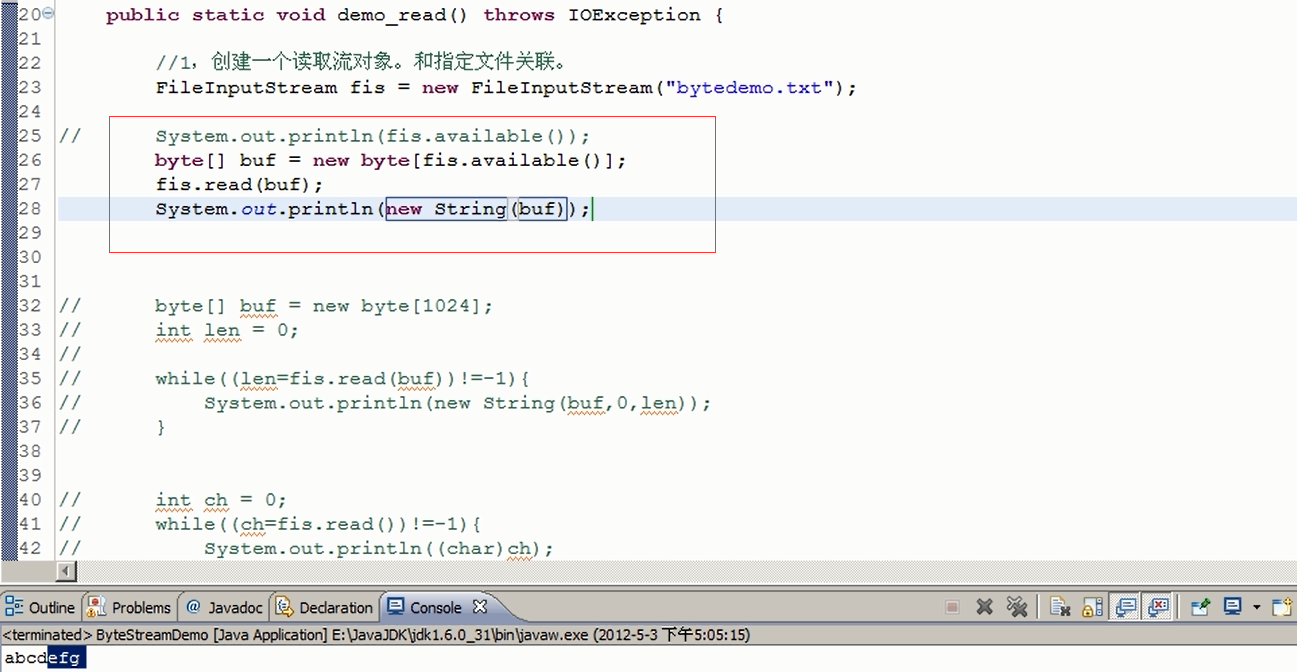 20 public static void demo_read() throws IOException {
21
22 //1，创建一个读取流对象。和指定文件关联。
23 FileInputStream fis = new FileInputStream("bytedemo.txt");
24
25 // System.out.println(fis.available());
26 byte[] buf = new byte[fis.available()];
27 fis.read(buf);
28 System.out.println(new String(buf));
29
30
31
32 // byte[] buf = new byte[1024];
33 // int len = 0;
34 //
35 // while((len=fis.read(buf))!=-1){
36 // System.out.println(new String(buf,0,len));
37 // }
38
39
40 // int ch = 0;
41 // while((ch=fis.read())!=-1){
42 // System.out.println((char)ch);
Outline Problems @ Javadoc Declaration Console
<terminated> ByteStreamDemo [Java Application] E:\JavaJDK\jdk1.6.0_31\bin\javaw.exe (2012-5-3 下午5:05:15)
abcdefg